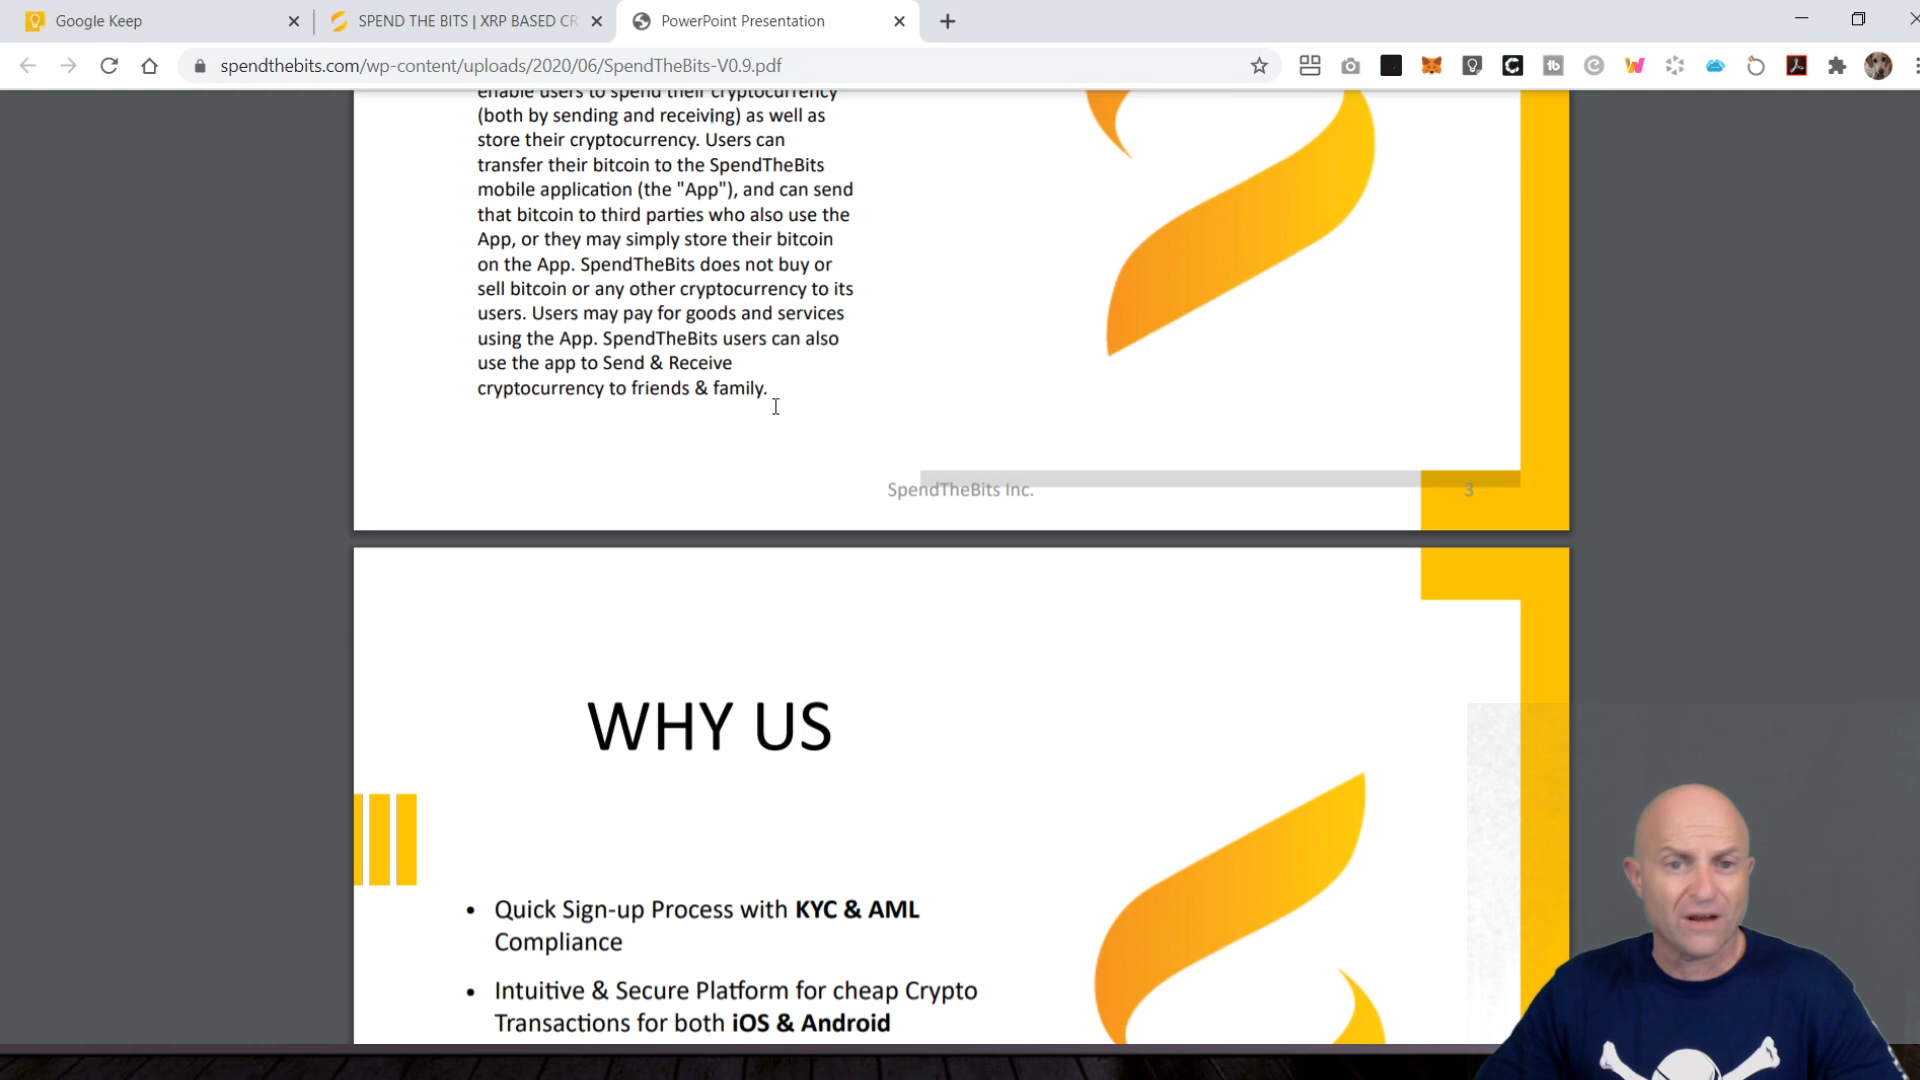 Google Keep
SPEND THE BITS | XRP BASED CR
PowerPoint Presentation
spendthebits.com/wp-content/uploads/2020/06/SpendTheBits-V0.9.pdf
enable users to spend their cryptocurrency
(both by sending and receiving) as well as
store their cryptocurrency. Users can
transfer their bitcoin to the SpendTheBits
mobile application (the "App"), and can send
that bitcoin to third parties who also use the
App, or they may simply store their bitcoin
on the App. SpendTheBits does not buy or
sell bitcoin or any other cryptocurrency to its
users. Users may pay for goods and services
using the App. SpendTheBits users can also
use the app to Send & Receive
cryptocurrency to friends & family.
SpendTheBits Inc.
3
WHY US
• Quick Sign-up Process with KYC & AML
Compliance
• Intuitive & Secure Platform for cheap Crypto
Transactions for both iOS & Android